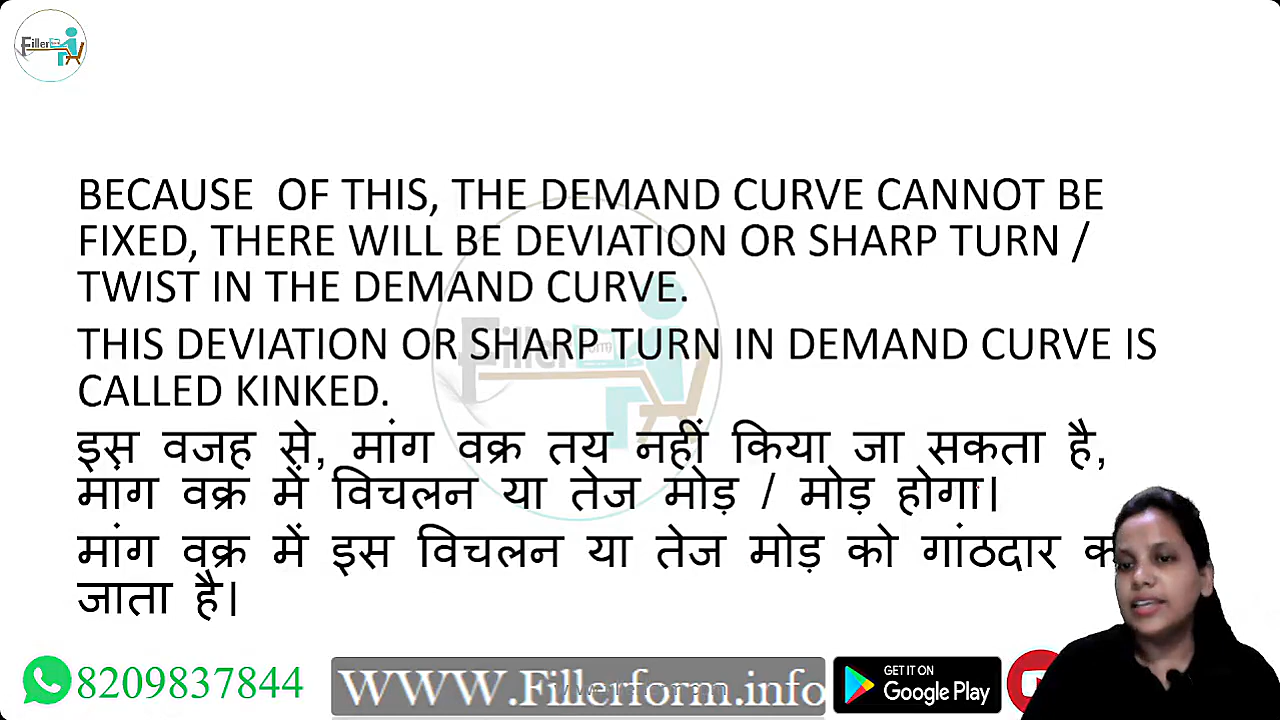 Filler
BECAUSE OF THIS, THE DEMAND CURVE CANNOT BE
FIXED, THERE WILL BE DEVIATION OR SHARP TURN /
TWIST IN THE DEMAND CURVE.
THIS DEVIATION OR SHARP TURN IN DEMAND CURVE IS
CALLED KINKED.
इस वजह से, मांग वक्र तय नहीं किया जा सकता है,
मांग वक्र में विचलन या तेज मोड़ / मोड़ होगा।
मांग वक्र में इस विचलन या तेज मोड़ को गांठदार
जाता है।
Filler form
8209837844
WWW.Fillerform.info
GET IT ON
Google Play